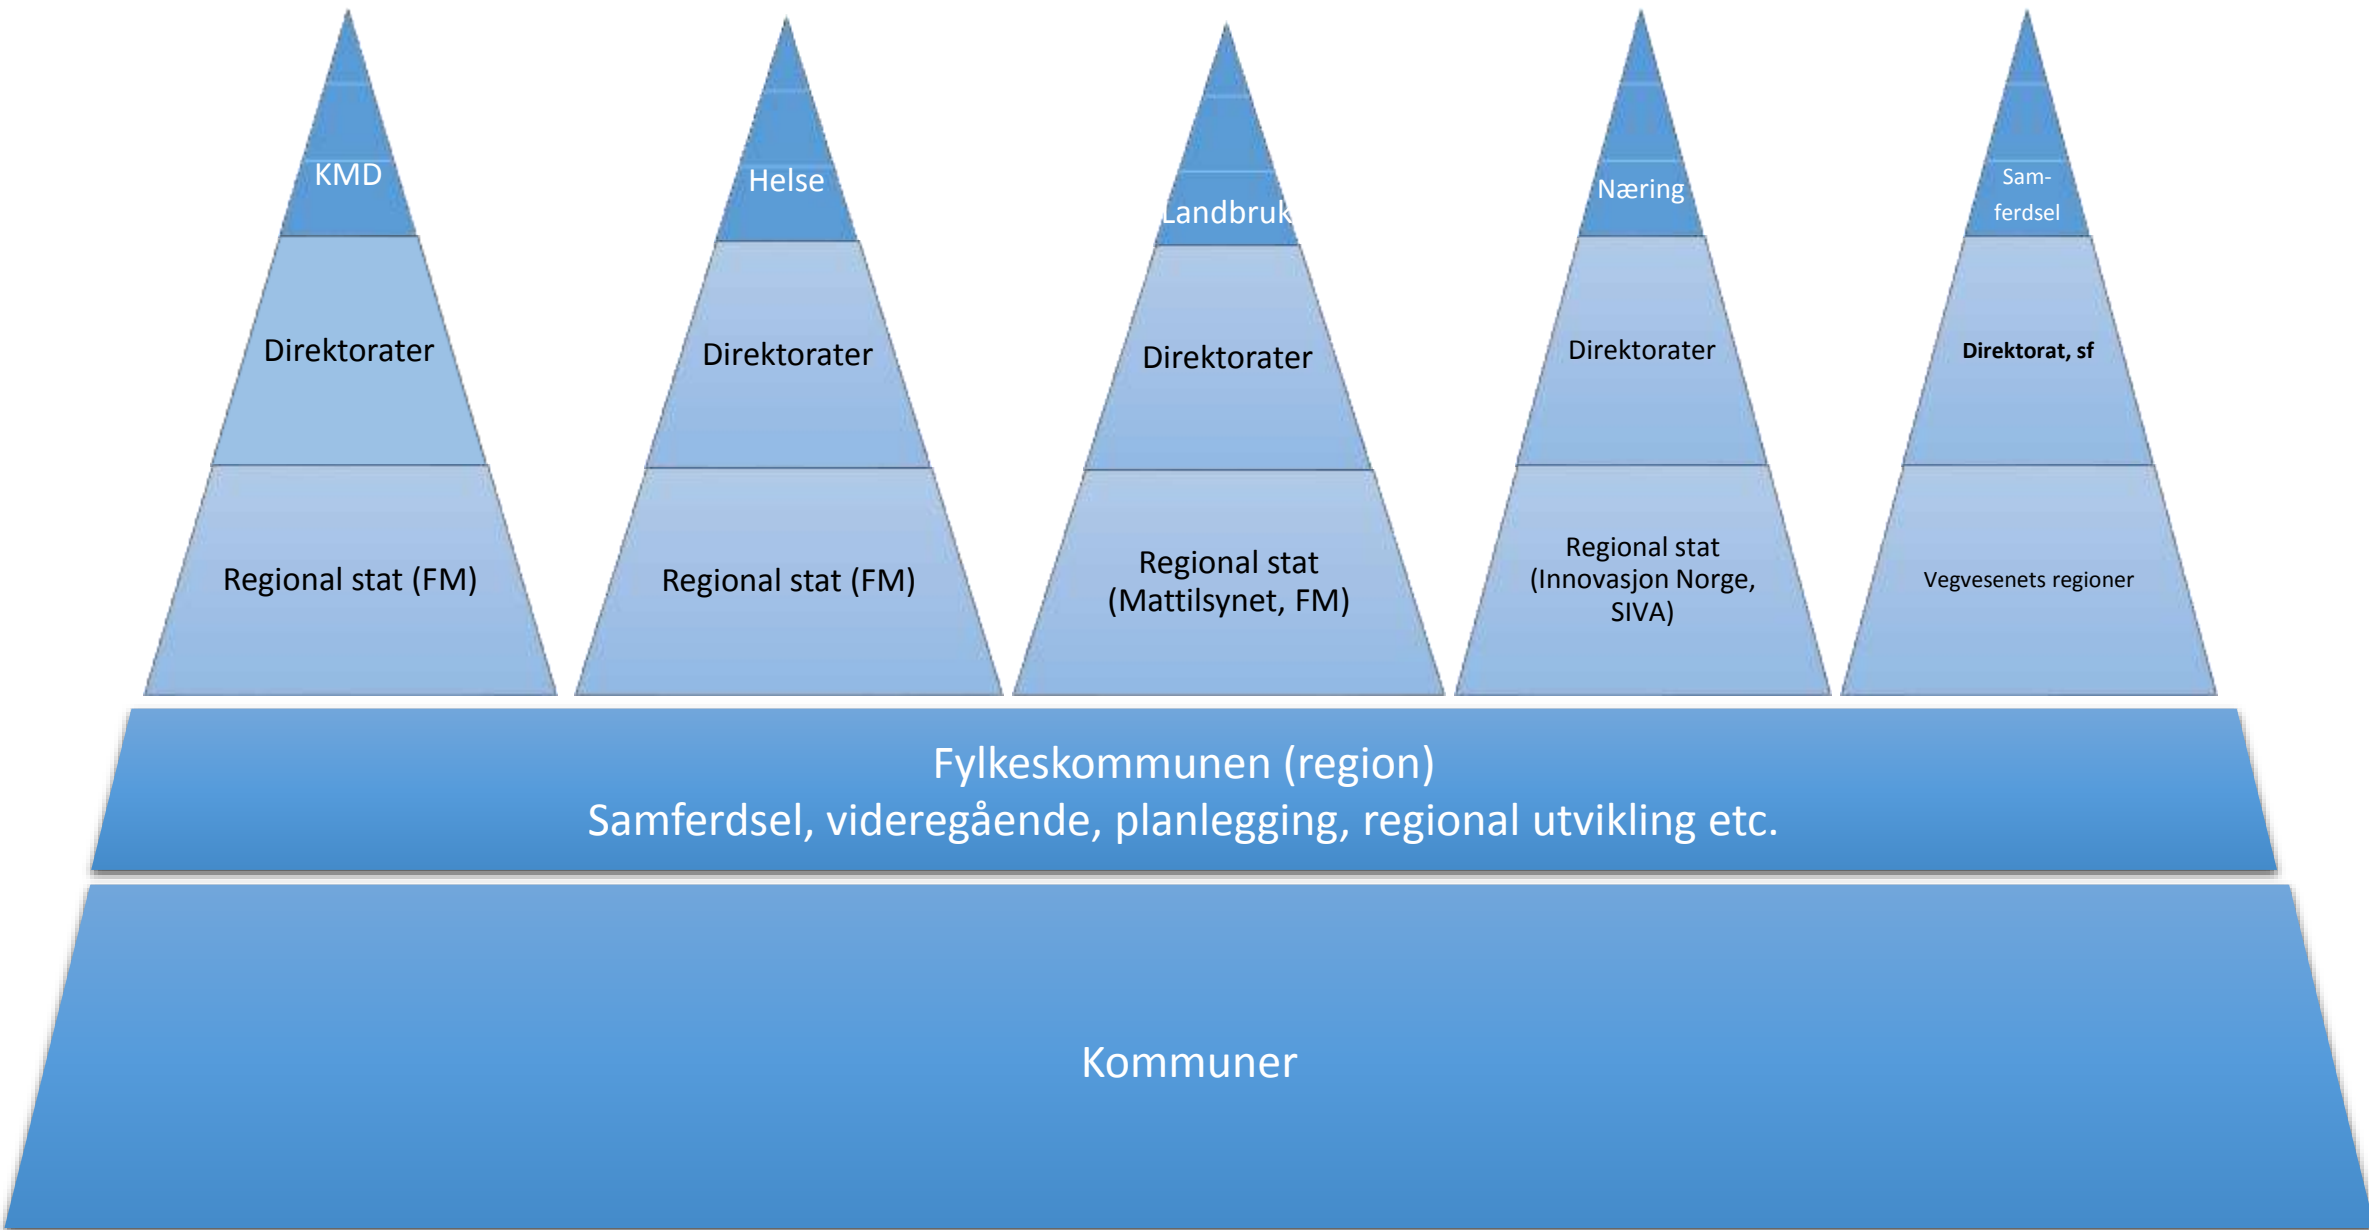 KMD
Helse
Landbruk
Næring
Sam-
ferdsel
Direktorater
Direktorater
Direktorater
Direktorater
Direktorat, sf
Regional stat (FM)
Regional stat (FM)
Regional stat
(Mattilsynet, FM)
Regional stat
(Innovasjon Norge,
SIVA)
Vegvesenets regioner
Fylkeskommunen (region)
Samferdsel, videregående, planlegging, regional utvikling etc.
Kommuner